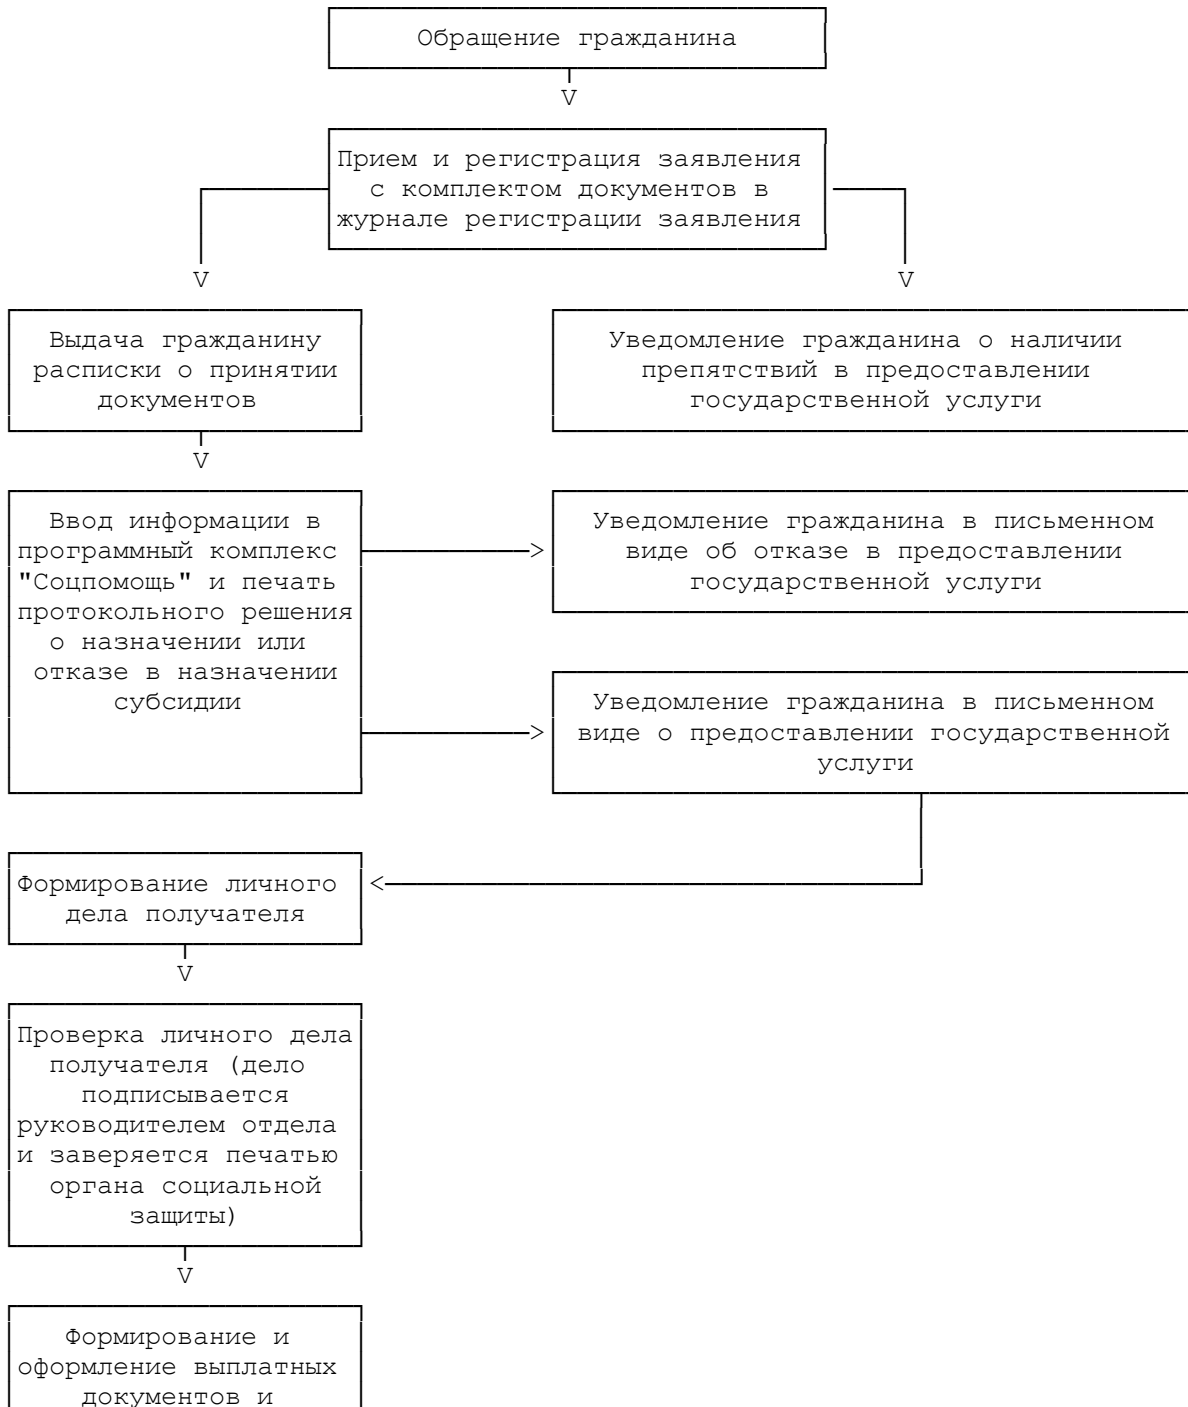 Обращение гражданина
V
Прием и регистрация заявления
с комплектом документов в
журнале регистрации заявления
V
V
Выдача гражданину
расписки о принятии
документов
Уведомление гражданина о наличии
препятствий в предоставлении
государственной услуги
V
Ввод информации в
программный комплекс
"Соцпомощь" и печать
протокольного решения
о назначении или
отказе в назначении
субсидии
>
Уведомление гражданина в письменном
виде об отказе в предоставлении
государственной услуги
>
Уведомление гражданина в письменном
виде о предоставлении государственной
услуги
Формирование личного
дела получателя
<
V
Проверка личного дела
получателя (дело
подписывается
руководителем отдела
и заверяется печатью
органа социальной
защиты)
V
Формирование и
оформление выплатных
документов и